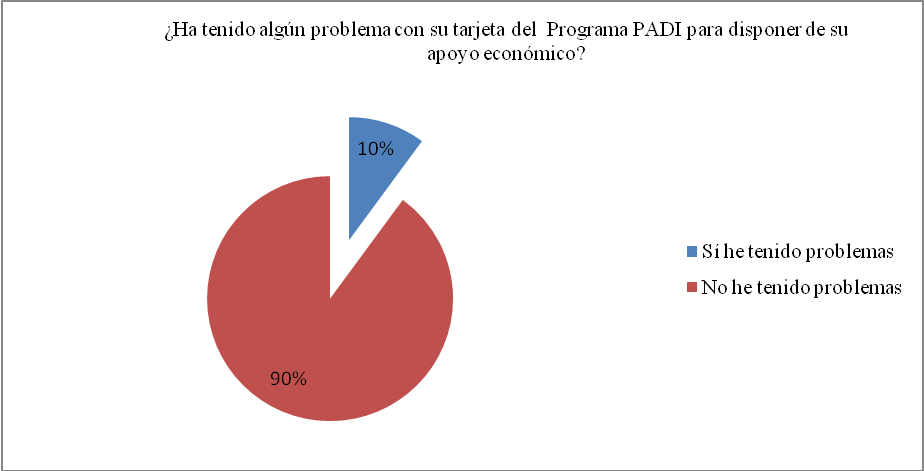 ¿Ha tenido algún problema con su tarjeta del Programa PADI para disponer de su
apoyo económico?
10%
90%
Sí he tenido problemas
No he tenido problemas